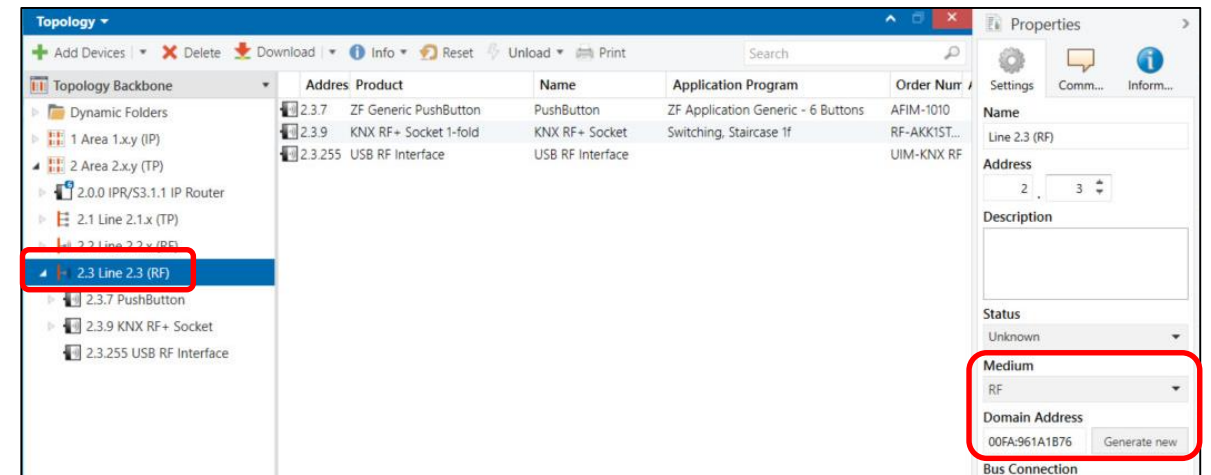 Topology
Add Devices Delete Download Info Reset Unload Print Search
Topology Backbone
Dynamic Folders
1 Area 1.x.y (IP)
2 Area 2.x.y (TP)
2.0.0 IPR/S3.1.1 IP Router
2.1 Line 2.1.x (TP)
2.2 Line 2.2.x (RF)
2.3 Line 2.3 (RF)
2.3.7 PushButton
2.3.9 KNX RF+ Socket
2.3.255 USB RF Interface
Addres Product Name Application Program Order Num A
2.3.7 ZF Generic PushButton PushButton ZF Application Generic - 6 Buttons AFIM-1010
2.3.9 KNX RF+ Socket 1-fold KNX RF+ Socket Switching, Staircase 1f RF-AKK1ST...
2.3.255 USB RF Interface USB RF Interface UIM-KNX RF
Properties
Settings Comm... Inform...
Name
Line 2.3 (RF)
Address
2 . 3
Description
Status
Unknown
Medium
RF
Domain Address
00FA:961A1B76 Generate new
Bus Connection